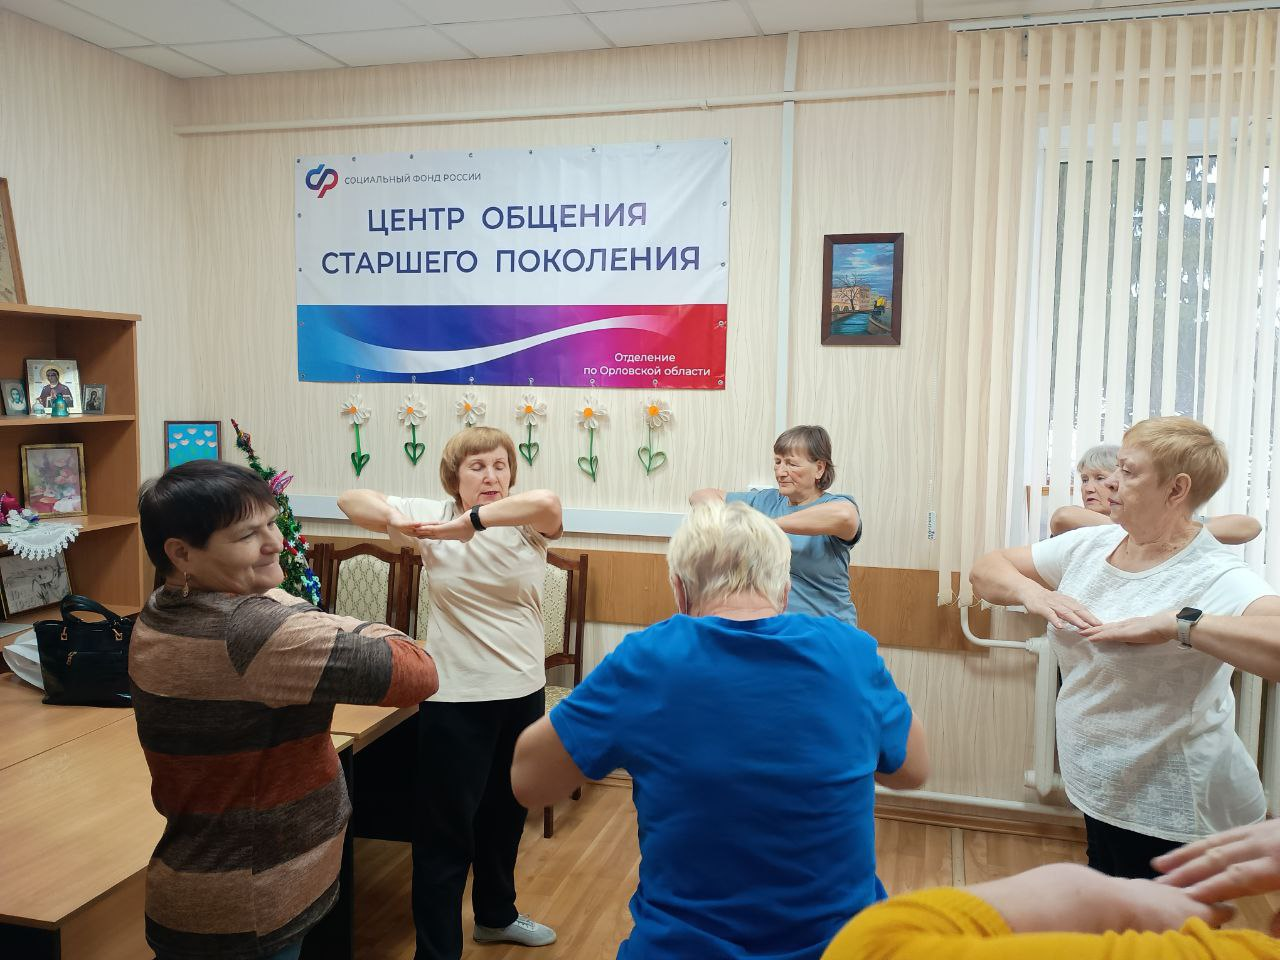 СОЦИАЛЬНЫЙ ФОНД РОССИИ
ЦЕНТР ОБЩЕНИЯ
СТАРШЕГО ПОКОЛЕНИЯ
Отделение
по Орловской области